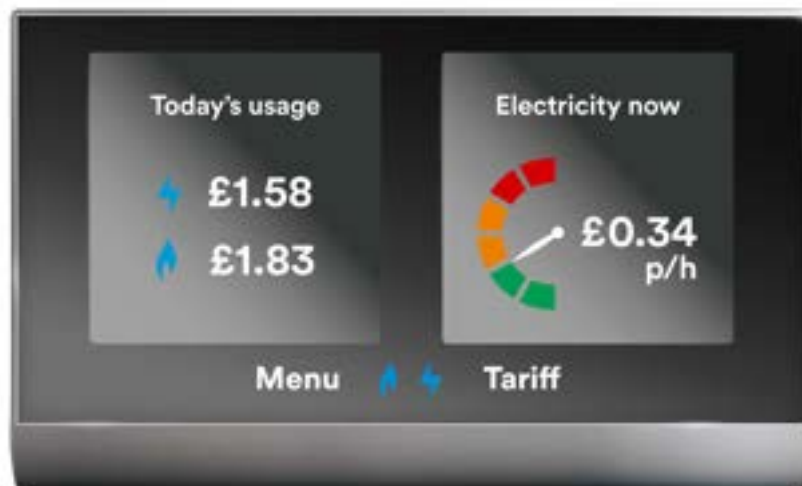 Today's usage
£1.58
£1.83
Electricity now
£0.34
p/h
Menu
Tariff